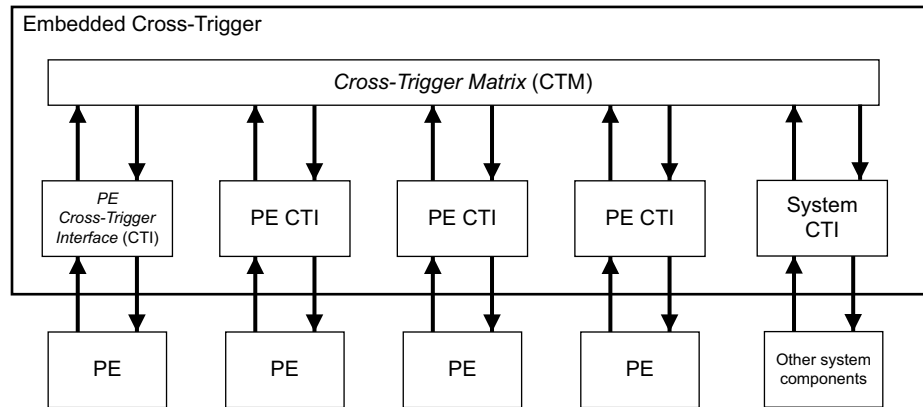 Embedded Cross-Trigger
Cross-Trigger Matrix (CTM)
PE
Cross-Trigger
Interface (CTI)
PE CTI
PE CTI
PE CTI
System
CTI
PE
PE
PE
PE
Other system
components